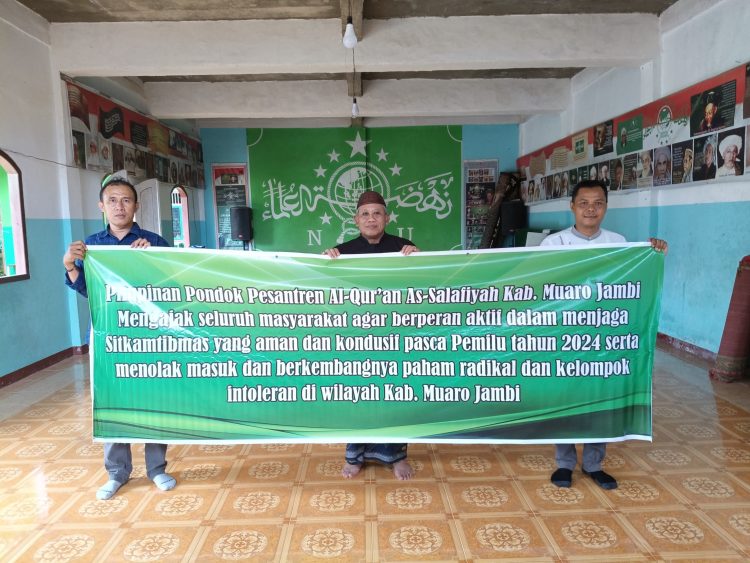 نهضة العلماء
N U
Pimpinan Pondok Pesantren Al-Qur'an As-Salafiyah Kab. Muaro Jambi
Mengajak seluruh masyarakat agar berperan aktif dalam menjaga
Sitkamtibmas yang aman dan kondusif pasca Pemilu tahun 2024 serta
menolak masuk dan berkembangnya paham radikal dan kelompok
intoleran di wilayah Kab. Muaro Jambi